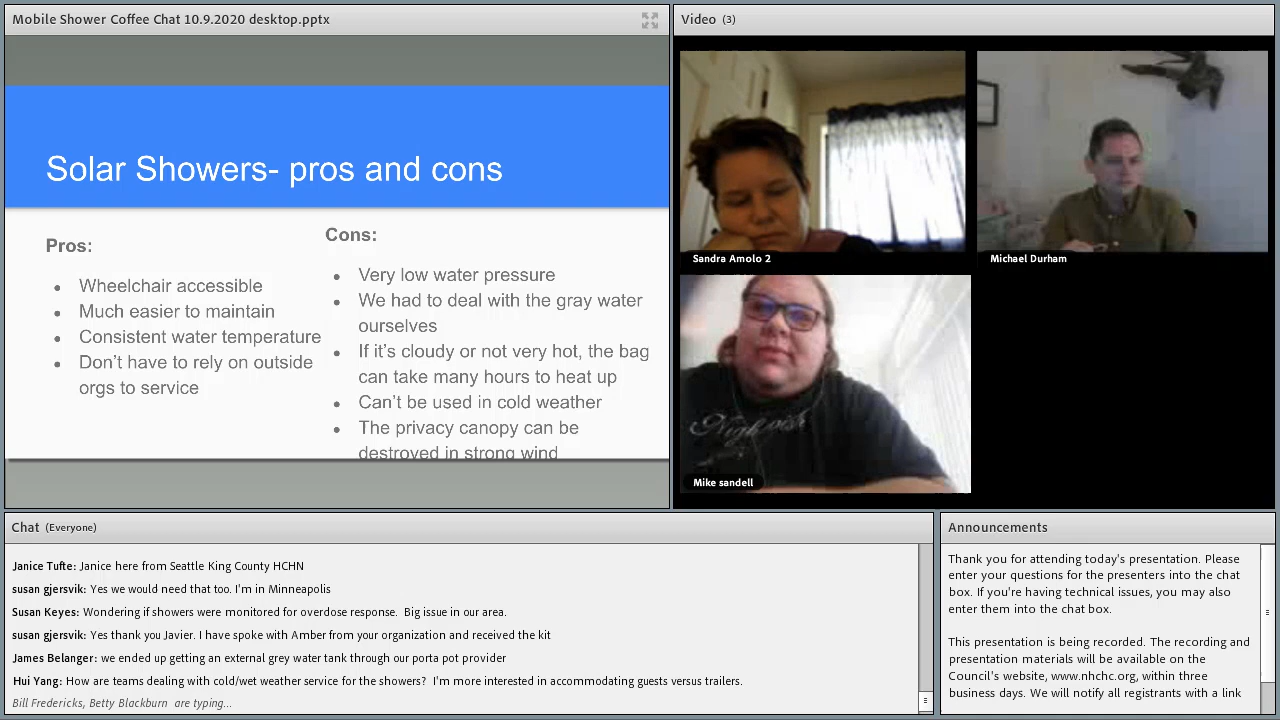 Mobile Shower Coffee Chat 10.9.2020 desktop.pptx
Solar Showers- pros and cons
Pros:
• Wheelchair accessible
• Much easier to maintain
• Consistent water temperature
• Don't have to rely on outside
orgs to service
Cons:
• Very low water pressure
• We had to deal with the gray water
ourselves
• If it's cloudy or not very hot, the bag
can take many hours to heat up
• Can't be used in cold weather
• The privacy canopy can be
destroyed in strong wind
Video (3)
Sandra Amolo 2
Michael Durham
Nightwish
Mike sandell
Chat (Everyone)
Janice Tufte: Janice here from Seattle King County HCHN
susan gjersvik: Yes we would need that too. I'm in Minneapolis
Susan Keyes: Wondering if showers were monitored for overdose response.  Big issue in our area.
susan gjersvik: Yes thank you Javier. I have spoke with Amber from your organization and received the kit
James Belanger: we ended up getting an external grey water tank through our porta pot provider
Hui Yang: How are teams dealing with cold/wet weather service for the showers?  I'm more interested in accommodating guests versus trailers.
Bill Fredericks, Betty Blackburn  are typing..
Announcements
Thank you for attending today's presentation. Please
enter your questions for the presenters into the chat
box. If you're having technical issues, you may also
enter them into the chat box.
This presentation is being recorded. The recording and
presentation materials will be available on the
Council's website, www.nhchc.org, within three
business days. We will notify all registrants with a link